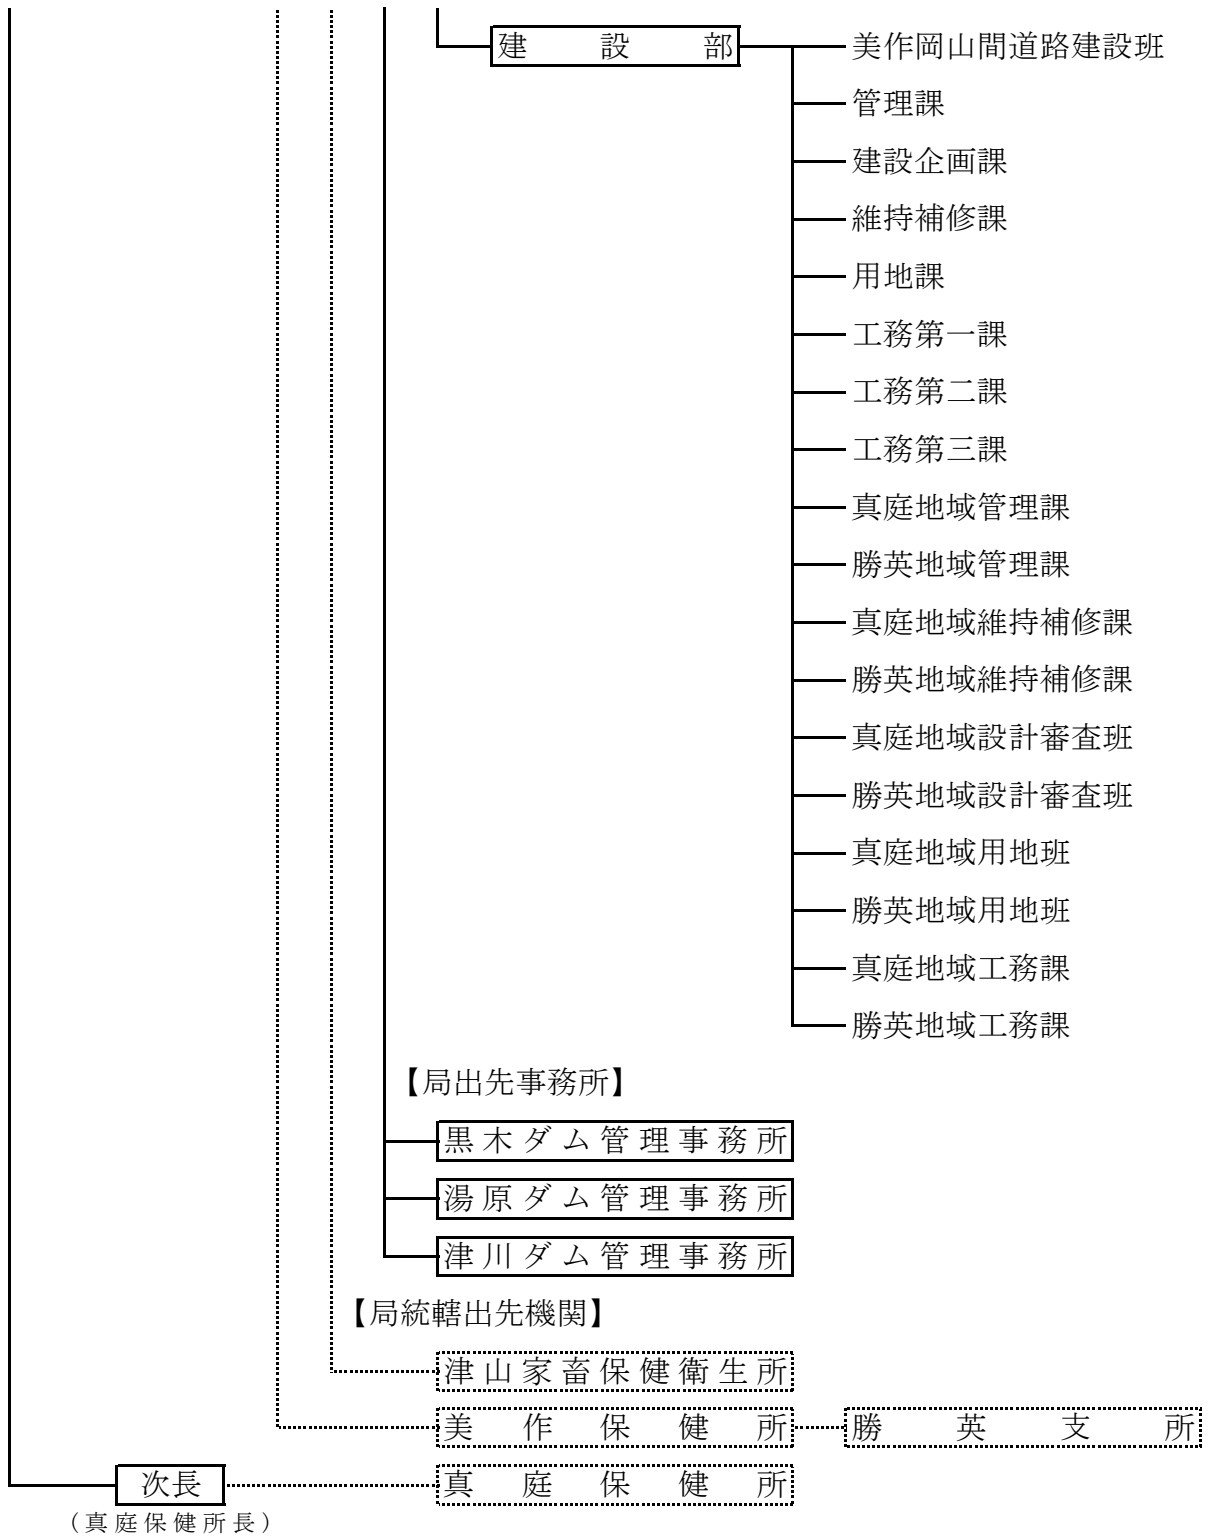 建設部
美作岡山間道路建設班
管理課
建設企画課
維持補修課
用地課
工務第一課
工務第二課
工務第三課
真庭地域管理課
勝英地域管理課
真庭地域維持補修課
勝英地域維持補修課
真庭地域設計審査班
勝英地域設計審査班
真庭地域用地班
勝英地域用地班
真庭地域工務課
勝英地域工務課
【局出先事務所】
黒木ダム管理事務所
湯原ダム管理事務所
津川ダム管理事務所
【局統轄出先機関】
津山家畜保健衛生所
美作保健所 勝英支所
次長 真庭保健所
（真庭保健所長）